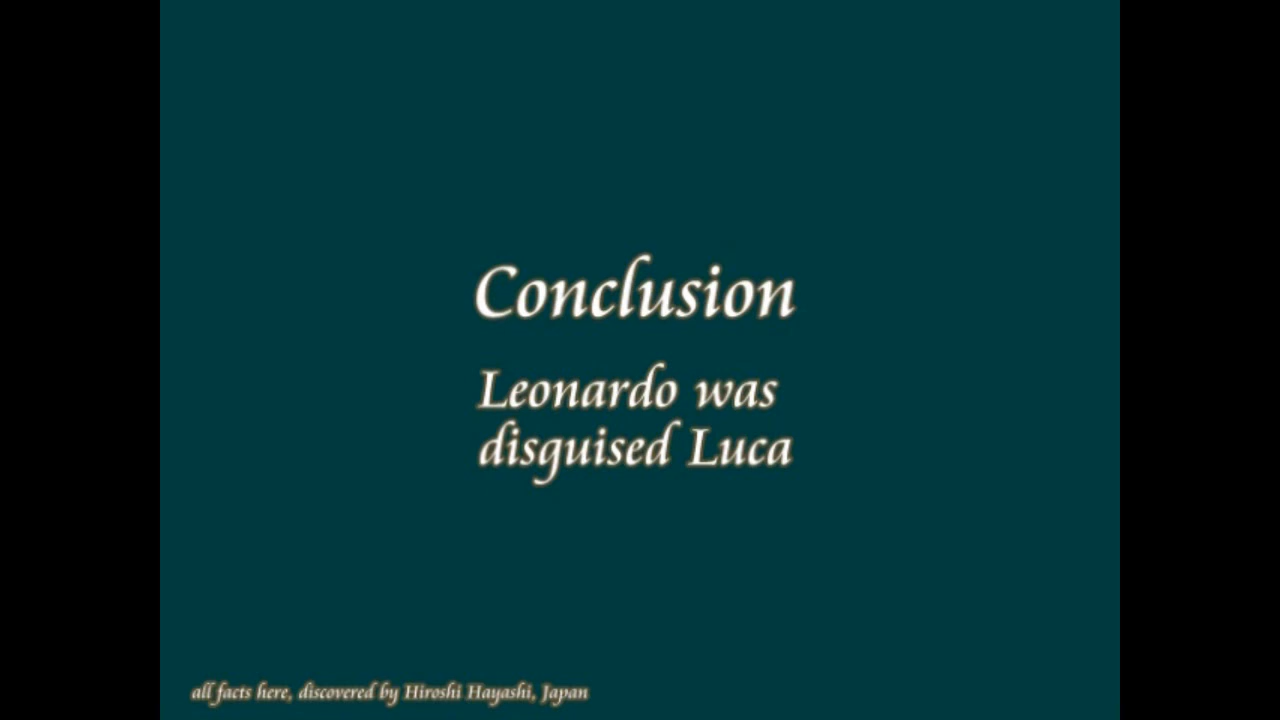 Conclusion
Leonardo was
disguised Luca
all facts here, discovered by Hiroshi Hayashi, Japan